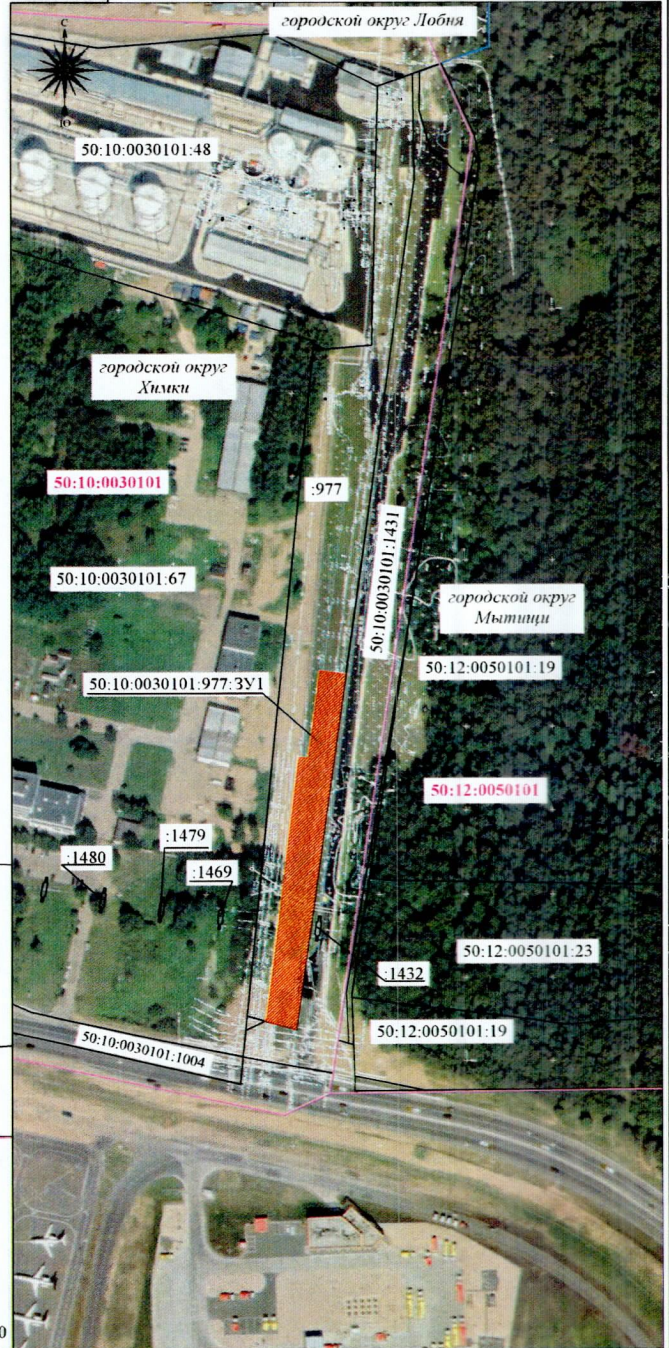 городской округ Лобня
С
Ю
50:10:0030101:48
городской округ
Химки
50:10:0030101
:977
50:10:0030101:1431
50:10:0030101:67
городской округ
Мытищи
50:12:0050101:19
50:10:0030101:977:ЗУ1
50:12:0050101
:1479
:1480
:1469
50:12:0050101:23
:1432
50:12:0050101:19
50:10:0030101:1004
0